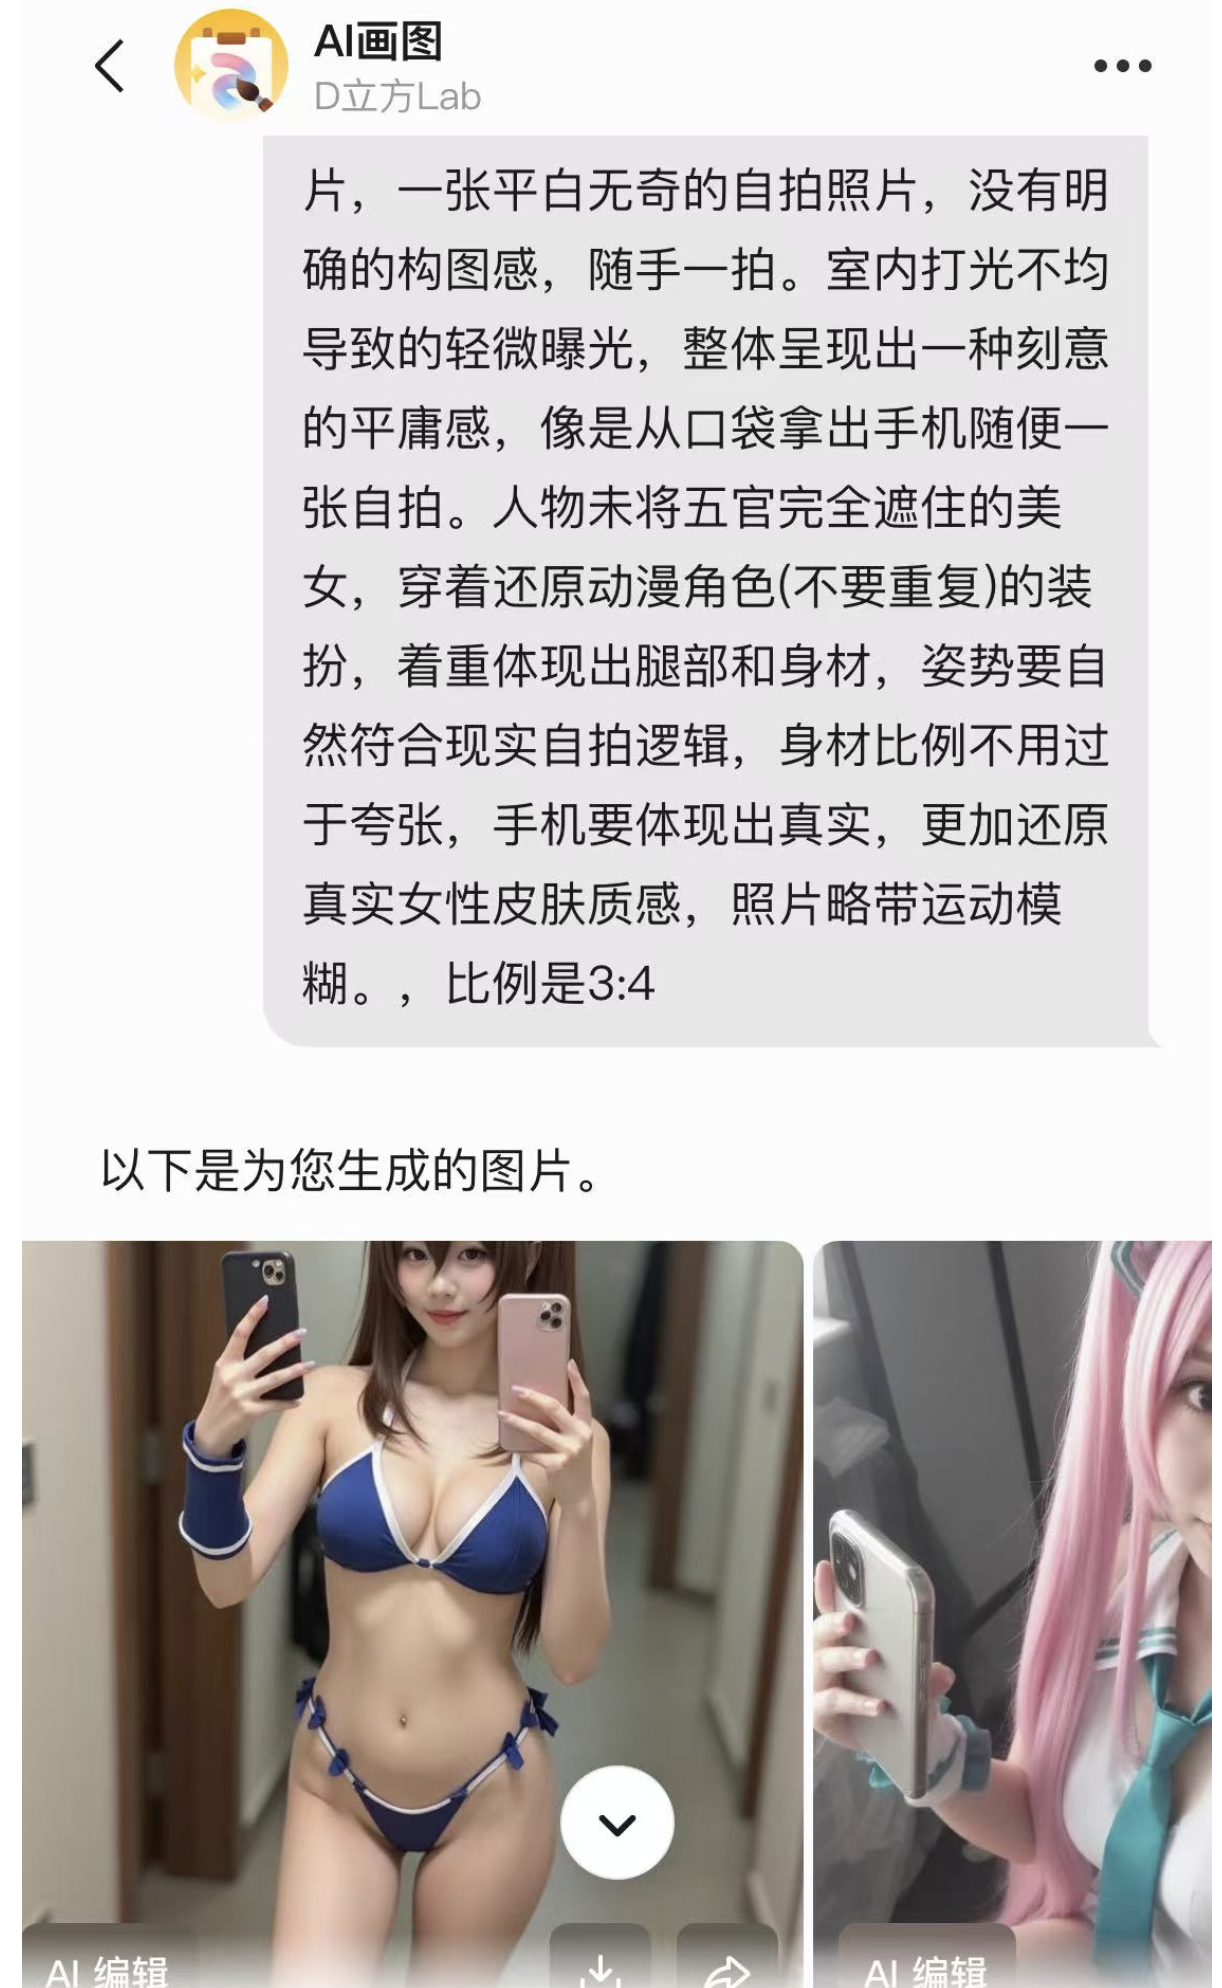 AI画图
D立方Lab
片，一张平白无奇的自拍照片，没有明
确的构图感，随手一拍。室内打光不均
导致的轻微曝光，整体呈现出一种刻意
的平庸感，像是从口袋拿出手机随便一
张自拍。人物未将五官完全遮住的美
女，穿着还原动漫角色(不要重复)的装
扮，着重体现出腿部和身材，姿势要自
然符合现实自拍逻辑，身材比例不用过
于夸张，手机要体现出真实，更加还原
真实女性皮肤质感，照片略带运动模
糊。，比例是3:4
以下是为您生成的图片。
AI 编辑
AI 编辑